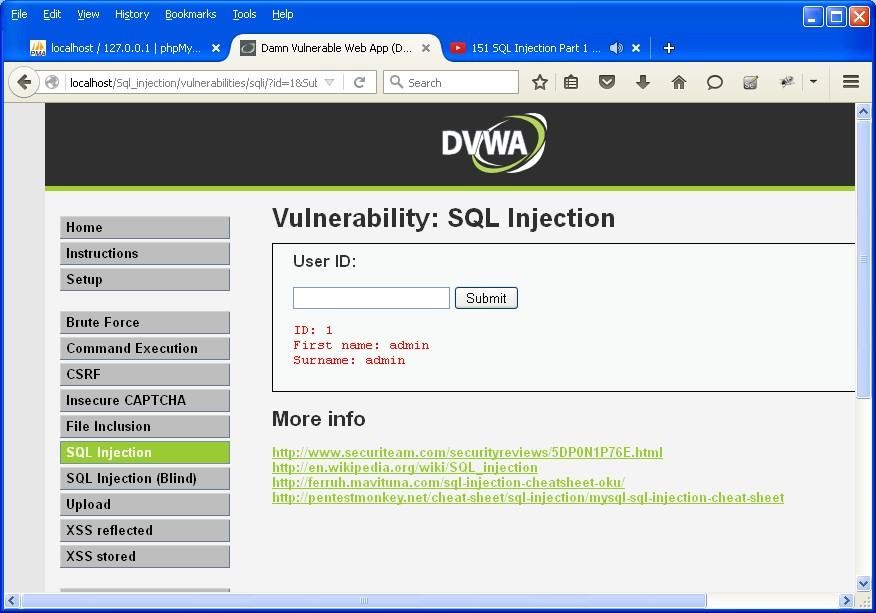 File Edit View History Bookmarks Tools Help
localhost / 127.0.0.1 | phpMy...
Damn Vulnerable Web App (D...
151 SQL Injection Part 1 ...
localhost/Sql_injection/vulnerabilities/sqli/?id=1&Sub
Search
DVWA
Home
Instructions
Setup
Brute Force
Command Execution
CSRF
Insecure CAPTCHA
File Inclusion
SQL Injection
SQL Injection (Blind)
Upload
XSS reflected
XSS stored
Vulnerability: SQL Injection
User ID:
Submit
ID: 1
First name: admin
Surname: admin
More info
http://www.securiteam.com/securityreviews/5DP0N1P76E.html
http://en.wikipedia.org/wiki/SQL_injection
http://ferruh.mavituna.com/sql-injection-cheatsheet-oku/
http://pentestmonkey.net/cheat-sheet/sql-injection/mysql-sql-injection-cheat-sheet